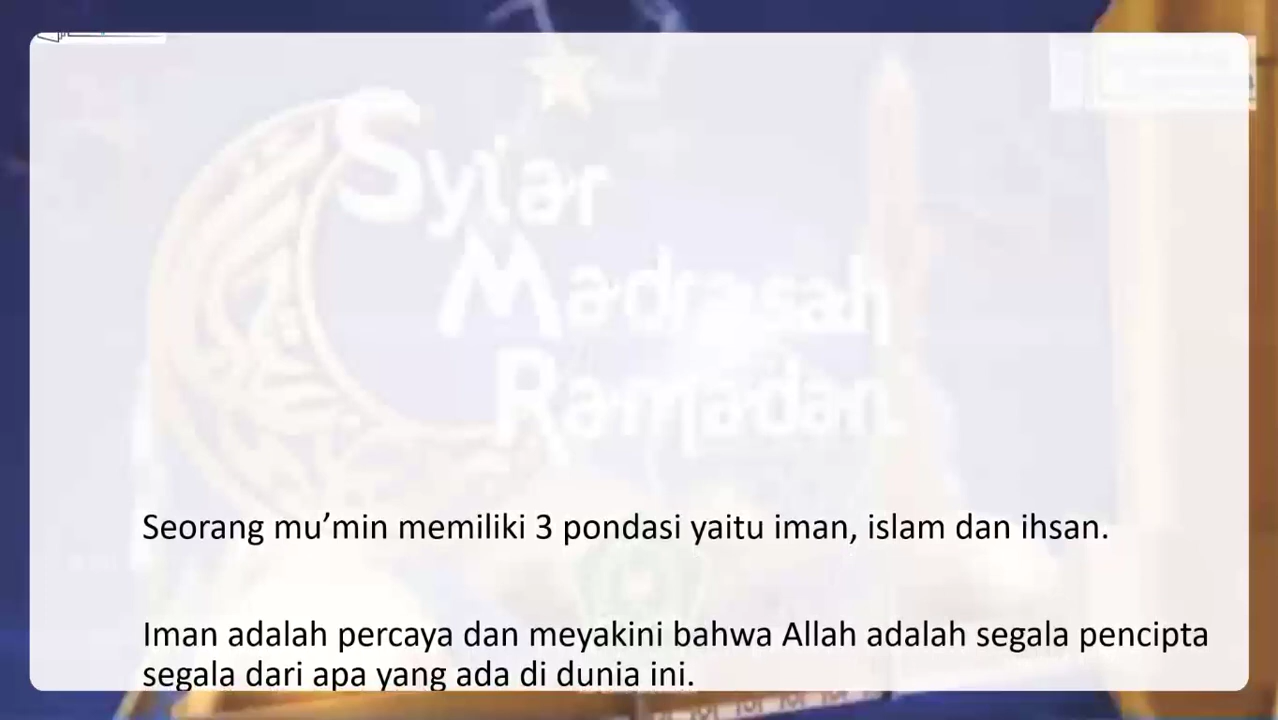 Syiar
Madrasah
Ramadan
Seorang mu’min memiliki 3 pondasi yaitu iman, islam dan ihsan.
Iman adalah percaya dan meyakini bahwa Allah adalah segala pencipta
segala dari apa yang ada di dunia ini.